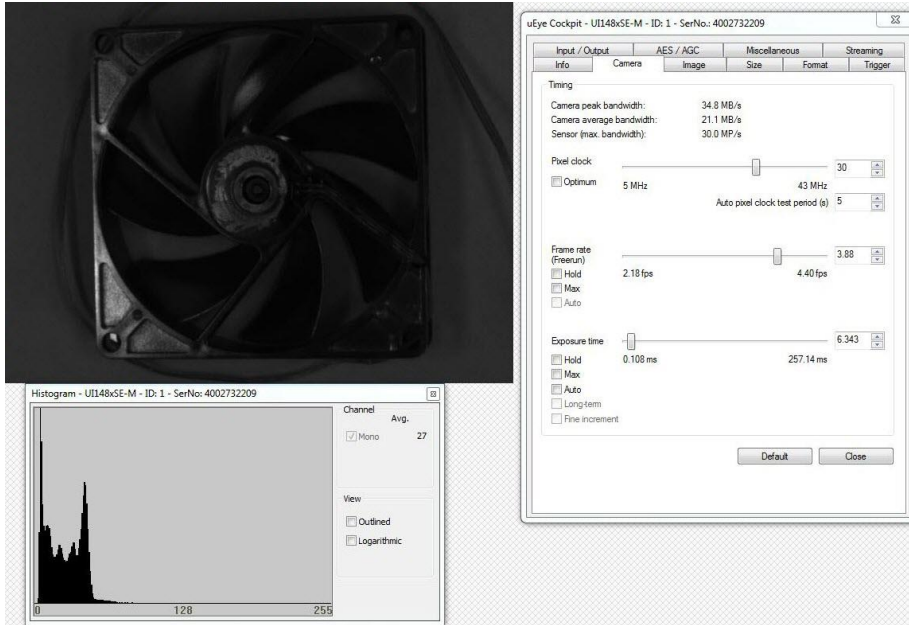 uEye Cockpit - UI148xSE-M - ID: 1 - SerNo.: 4002732209
Input / Output AES / AGC Miscellaneous Streaming
Info Camera Image Size Format Trigger
Timing
Camera peak bandwidth: 34.8 MB/s
Camera average bandwidth: 21.1 MB/s
Sensor (max. bandwidth): 30.0 MP/s
Pixel clock 30
Optimum 5 MHz 43 MHz
Auto pixel clock test period (s) 5
Frame rate
(Freerun) 3.88
Hold 2.18 fps 4.40 fps
Max
Auto
Exposure time 6.343
Hold 0.108 ms 257.14 ms
Max
Auto
Long-term
Fine increment
Default Close
Histogram - UI148xSE-M - ID: 1 - SerNo.: 4002732209
Channel
Avg.
Mono 27
View
Outlined
Logarithmic
0 128 255